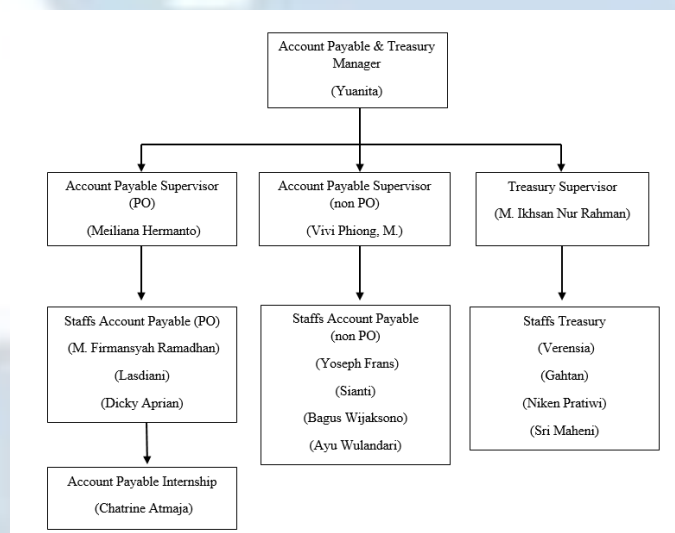 Account Payable & Treasury
Manager
(Yuanita)
Account Payable Supervisor
(PO)
(Meiliana Hermanto)
Account Payable Supervisor
(non PO)
(Vivi Phiong, M.)
Treasury Supervisor
(M. Ikhsan Nur Rahman)
Staffs Account Payable (PO)
(M. Firmansyah Ramadhan)
(Lasdiani)
(Dicky Aprian)
Staffs Account Payable
(non PO)
(Yoseph Frans)
(Sianti)
(Bagus Wijaksono)
(Ayu Wulandari)
Staffs Treasury
(Verensia)
(Gahtan)
(Niken Pratiwi)
(Sri Maheni)
Account Payable Internship
(Chatrine Atmaja)